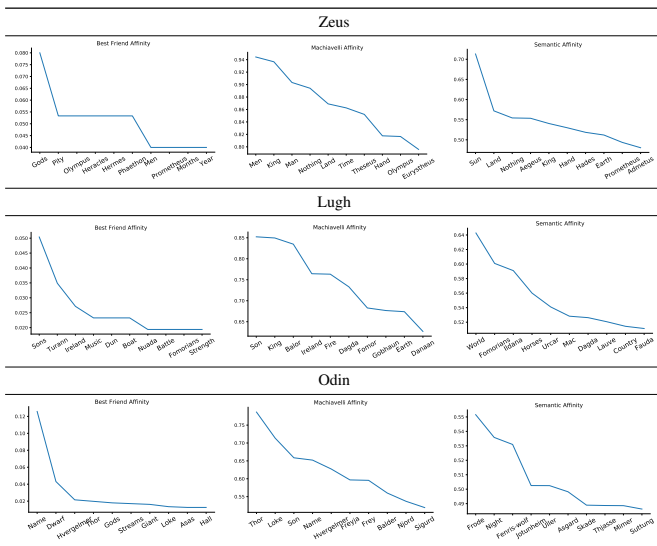 Zeus
Best Friend Affinity
0.080
0.075
0.070
0.065
0.060
0.055
0.050
0.045
0.040
Gods Pity Olympus Heracles Hermes Phaethon Men Prometheus Months Year
Machiavelli Affinity
0.94
0.92
0.90
0.88
0.86
0.84
0.82
0.80
Men King Man Nothing Land Time Theseus Hand Olympus Eurystheus
Semantic Affinity
0.70
0.65
0.60
0.55
0.50
Sun Land Nothing Aegeus King Hand Hades Earth Prometheus Admetus
Lugh
Best Friend Affinity
0.050
0.045
0.040
0.035
0.030
0.025
0.020
Sons Turann Ireland Music Dun Boat Nuada Battle Fomorians Strength
Machiavelli Affinity
0.85
0.80
0.75
0.70
0.65
Son King Balor Ireland Fire Dagda Fomor Gobhaun Earth Danaan
Semantic Affinity
0.64
0.62
0.60
0.58
0.56
0.54
0.52
World Fomorians Ildana Horses Urcar Mac Dagda Lauve Country Fauda
Odin
Best Friend Affinity
0.12
0.10
0.08
0.06
0.04
0.02
Name Dwarf Hvergelmer Thor Gods Streams Giant Loke Asas Hall
Machiavelli Affinity
0.75
0.70
0.65
0.60
0.55
Thor Loke Son Name Hvergelmer Freyja Frey Balder Njord Sigurd
Semantic Affinity
0.55
0.54
0.53
0.52
0.51
0.50
0.49
Frode Night Fenris-wolf Jotunheim Uller Asgard Skade Thjasse Mimer Suttung